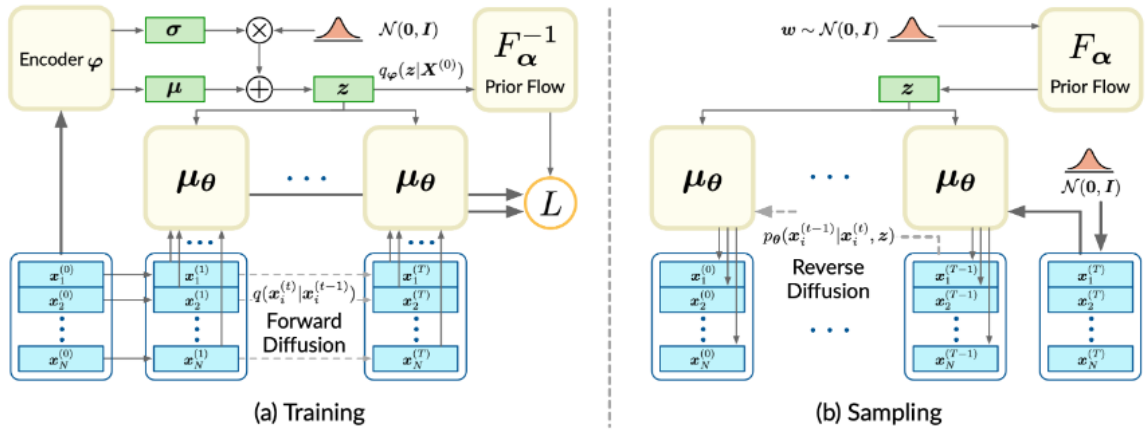 Encoder φ
σ
×
N(0, I)
F_α^{-1}
Prior Flow
μ
+
z
q_φ(z|X^{(0)})
μ_θ
. . .
μ_θ
L
x_1^{(0)}
x_2^{(0)}
x_N^{(0)}
x_1^{(1)}
x_2^{(1)}
x_N^{(1)}
q(x_i^{(t)}|x_i^{(t-1)})
Forward
Diffusion
x_1^{(T)}
x_2^{(T)}
x_N^{(T)}
(a) Training
w ∼ N(0, I)
F_α
Prior Flow
z
μ_θ
. . .
μ_θ
N(0, I)
p_θ(x_i^{(t-1)}|x_i^{(t)}, z)
Reverse
Diffusion
. . .
x_1^{(0)}
x_2^{(0)}
x_N^{(0)}
x_1^{(T-1)}
x_2^{(T-1)}
x_N^{(T-1)}
x_1^{(T)}
x_2^{(T)}
x_N^{(T)}
(b) Sampling